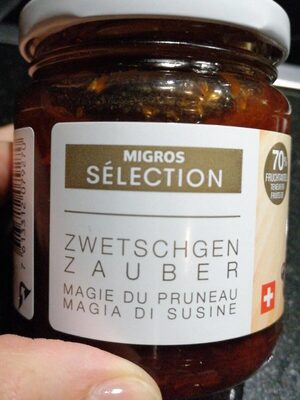 MIGROS
SÉLECTION
ZWETSCHGEN
ZAUBER
MAGIE DU PRUNEAU
MAGIA DI SUSINE
70%